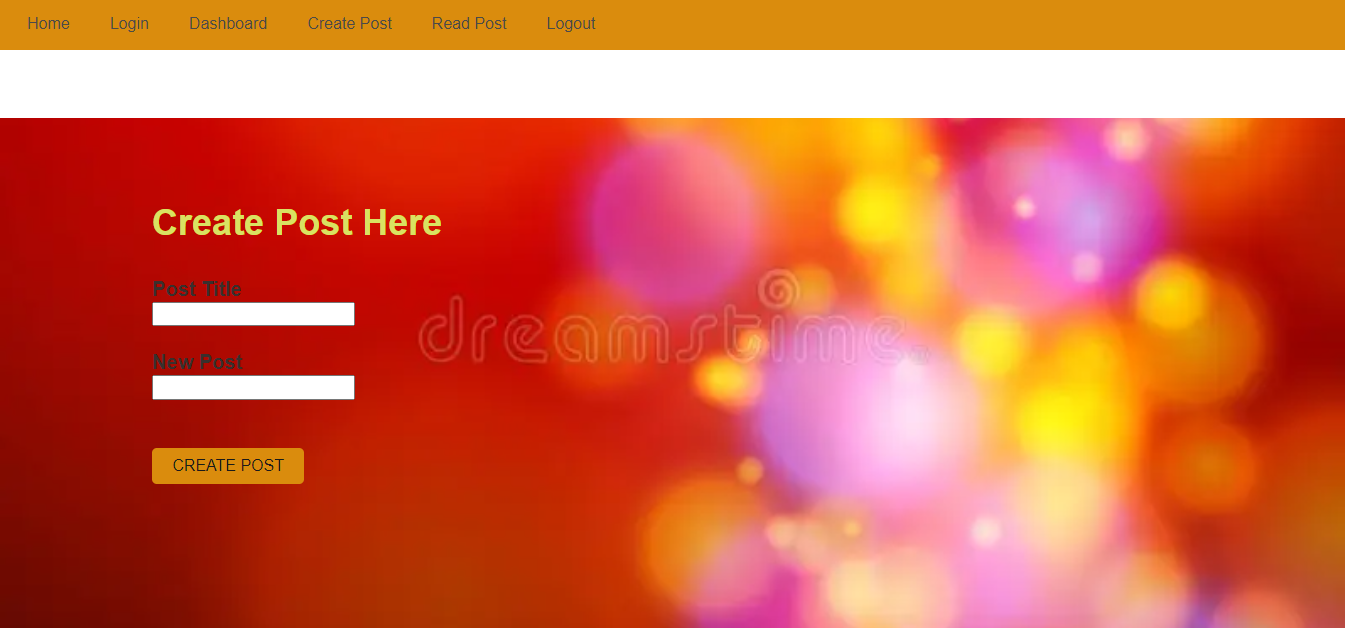 Home Login Dashboard Create Post Read Post Logout
Create Post Here
Post Title
dreamstime
New Post
CREATE POST